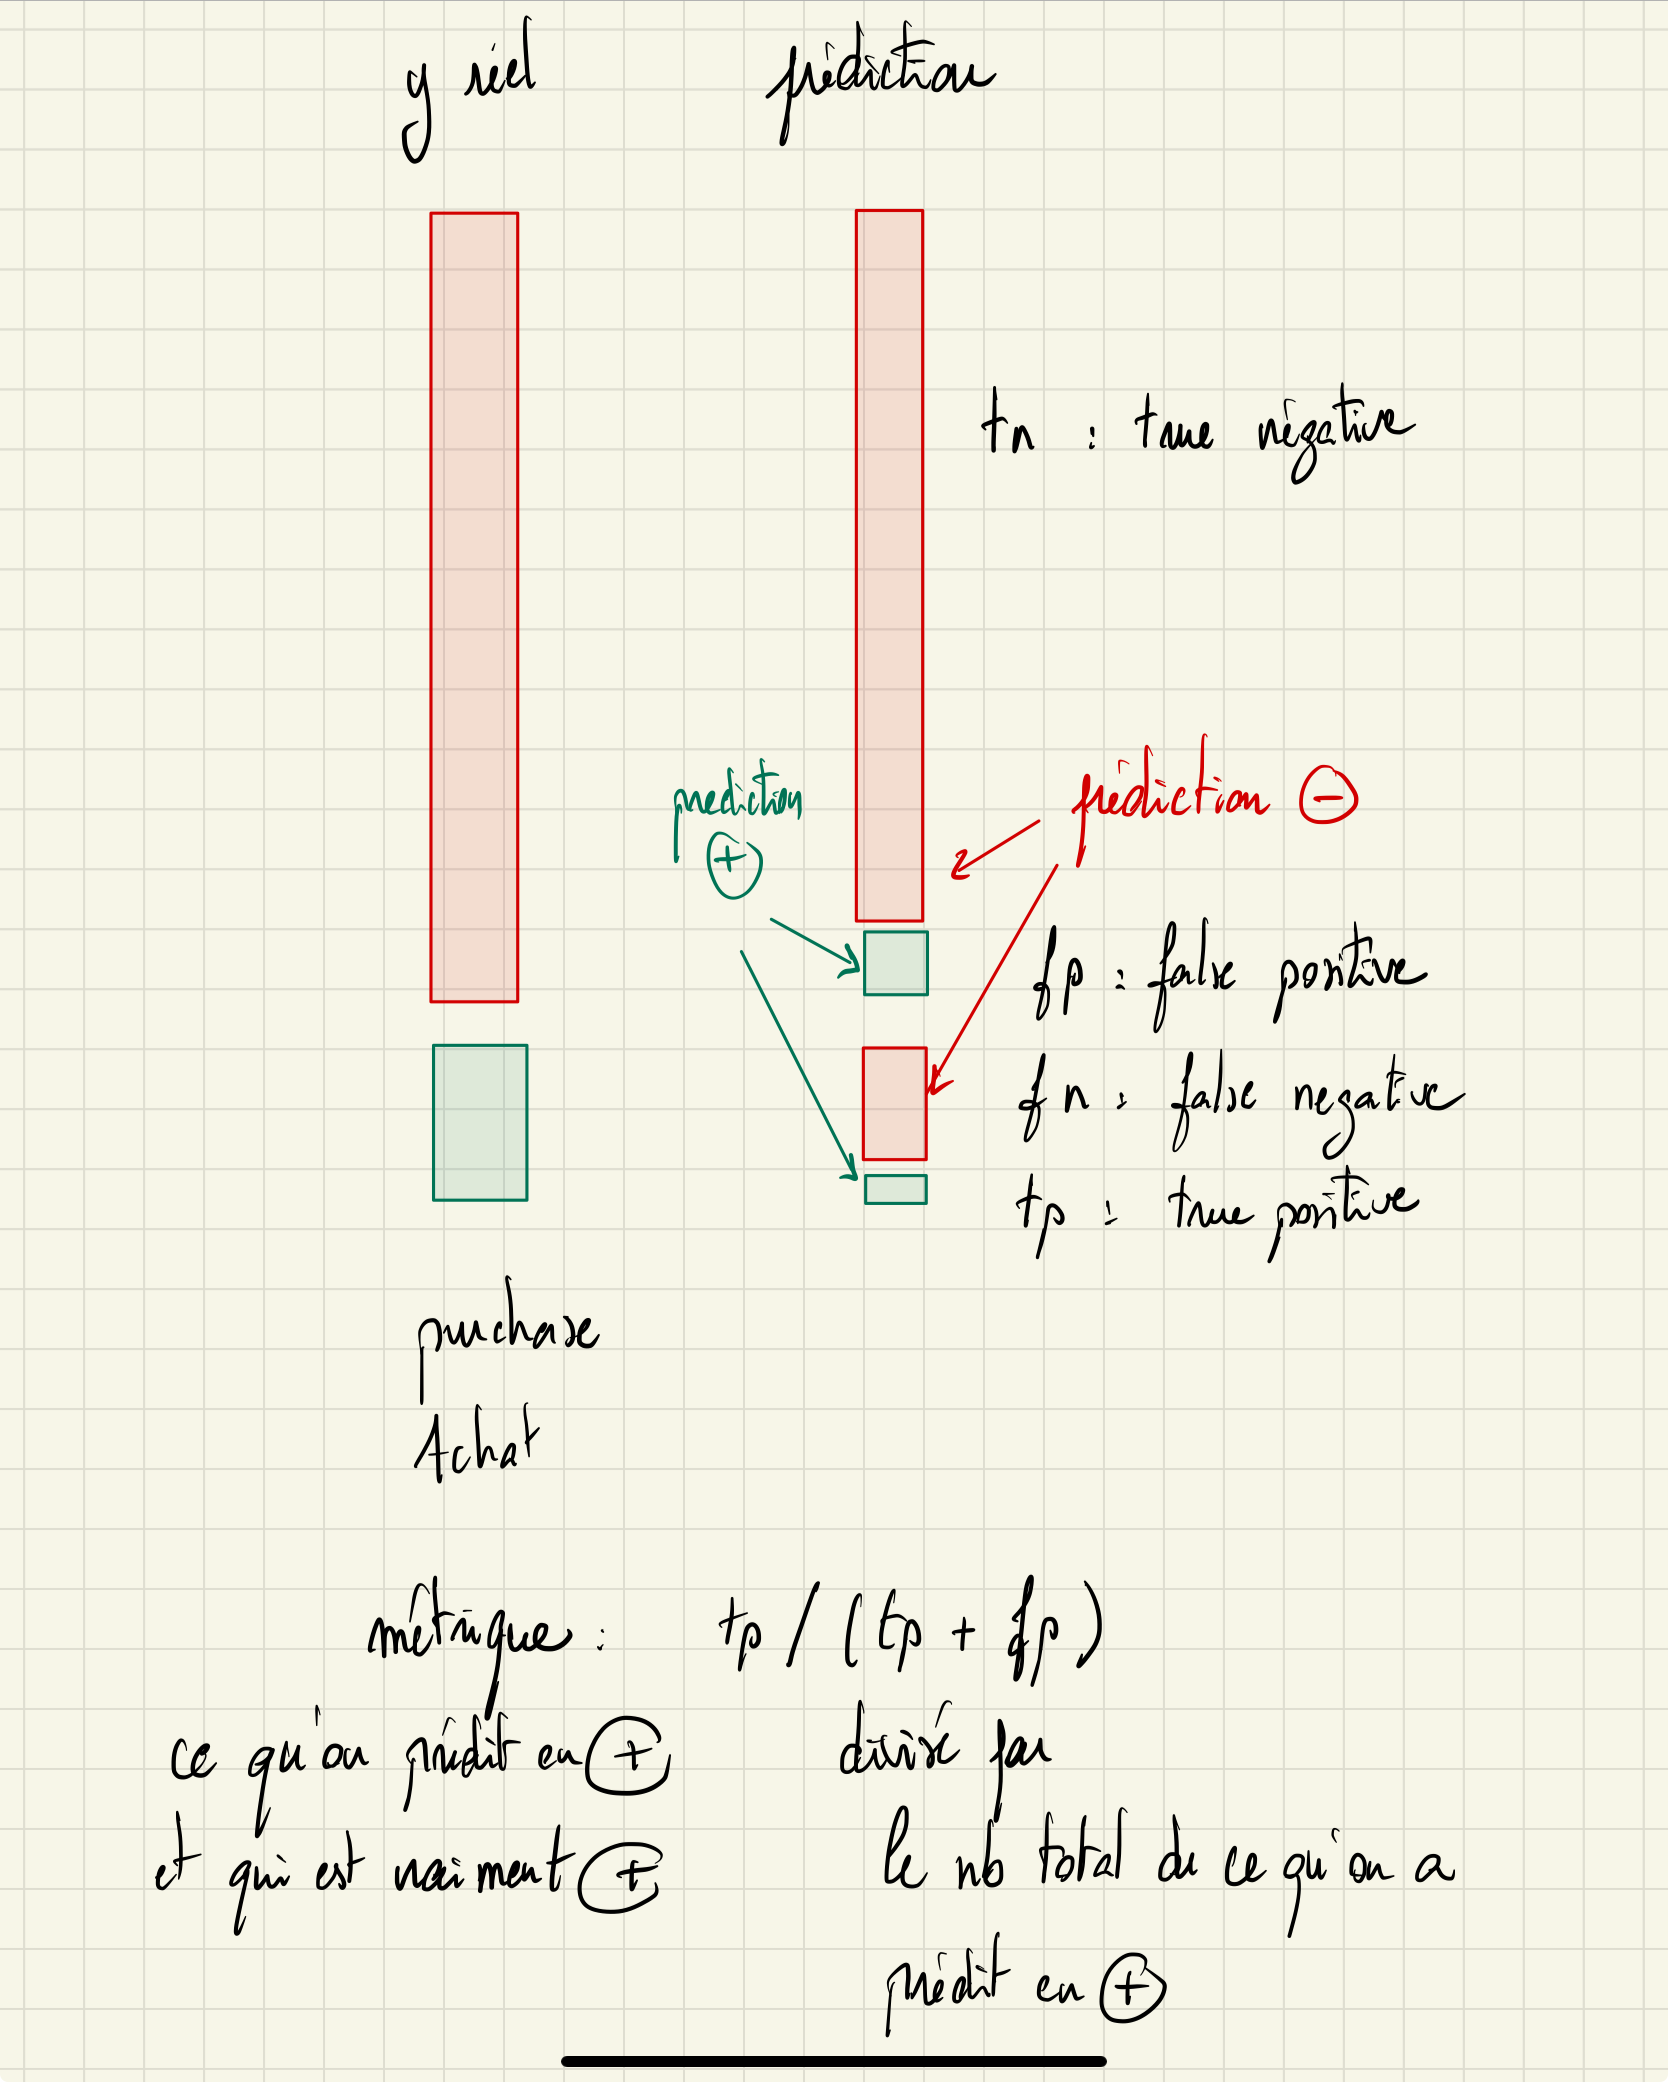 y réel prédiction
tn : true négative
prediction
+
prédiction -
fp : false positive
fn : false negative
tp : true positive
purchase
Achat
métrique : tp / (tp + fp)
ce qu'on prédit en + divisé par
et qui est vraiment + le nb total de ce qu'on a
prédit en +